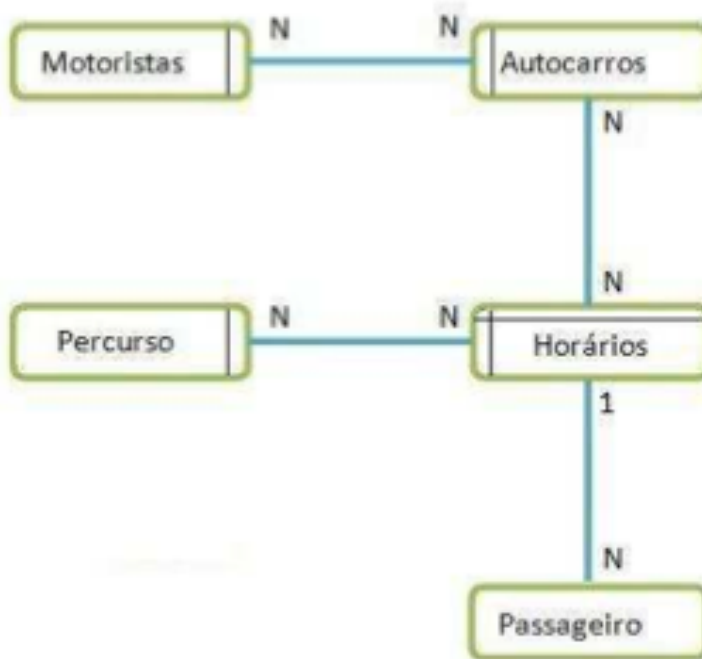 N N
Motoristas Autocarros
N
N
N N
Percurso Horários
1
N
Passageiro